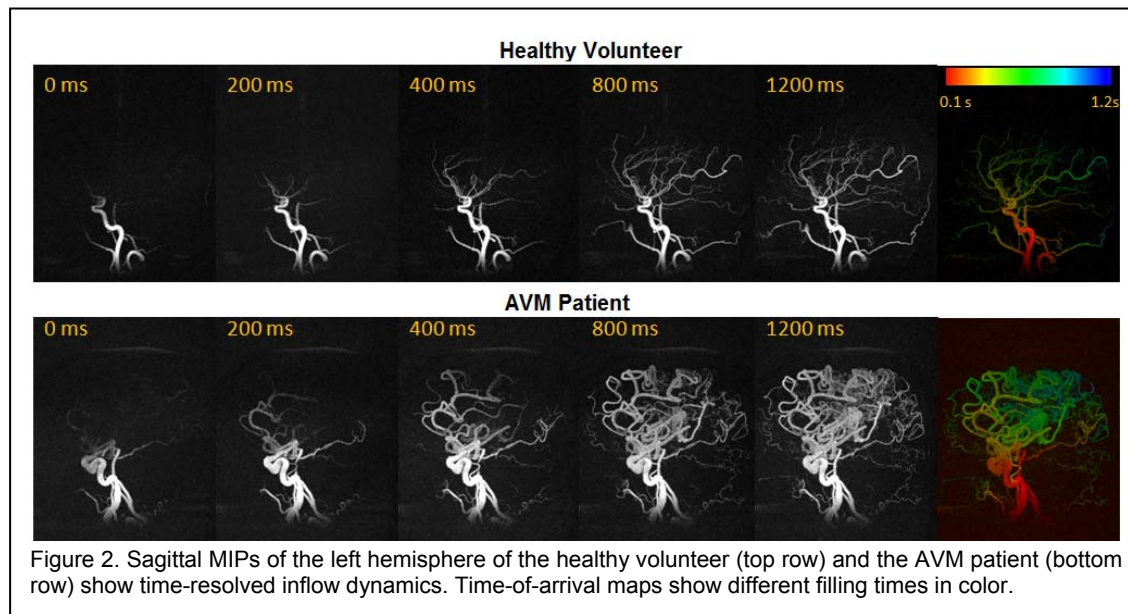 Healthy Volunteer
0 ms 200 ms 400 ms 800 ms 1200 ms
0.1 s 1.2s
AVM Patient
0 ms 200 ms 400 ms 800 ms 1200 ms
Figure 2. Sagittal MIPs of the left hemisphere of the healthy volunteer (top row) and the AVM patient (bottom
row) show time-resolved inflow dynamics. Time-of-arrival maps show different filling times in color.